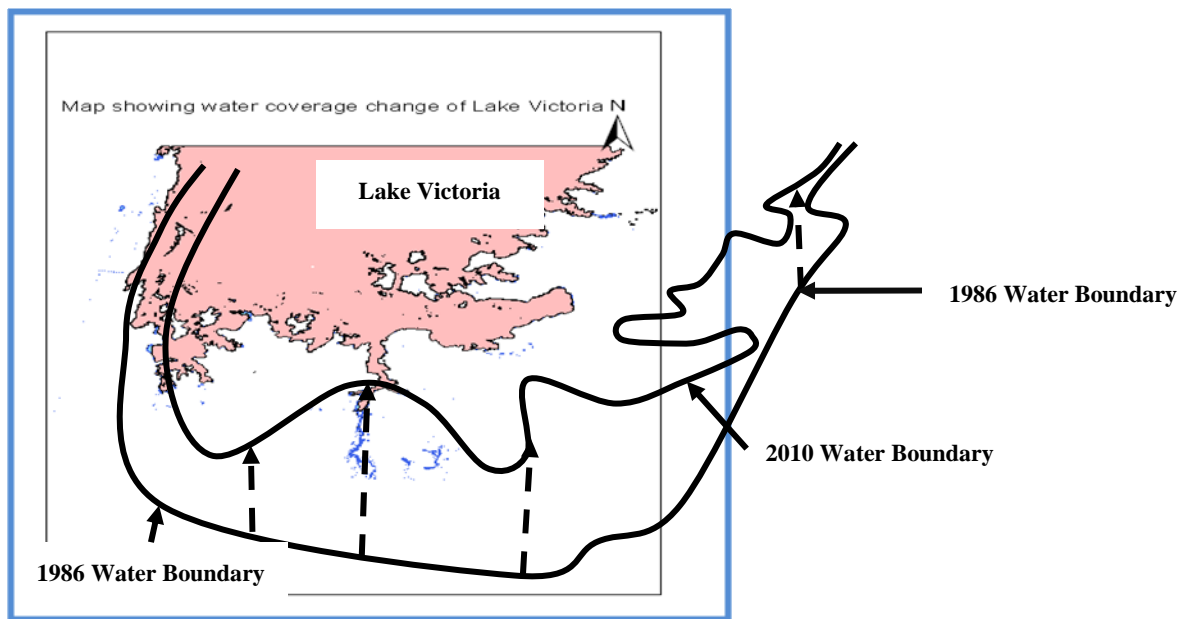 Map showing water coverage change of Lake Victoria N
Lake Victoria
1986 Water Boundary
2010 Water Boundary
1986 Water Boundary